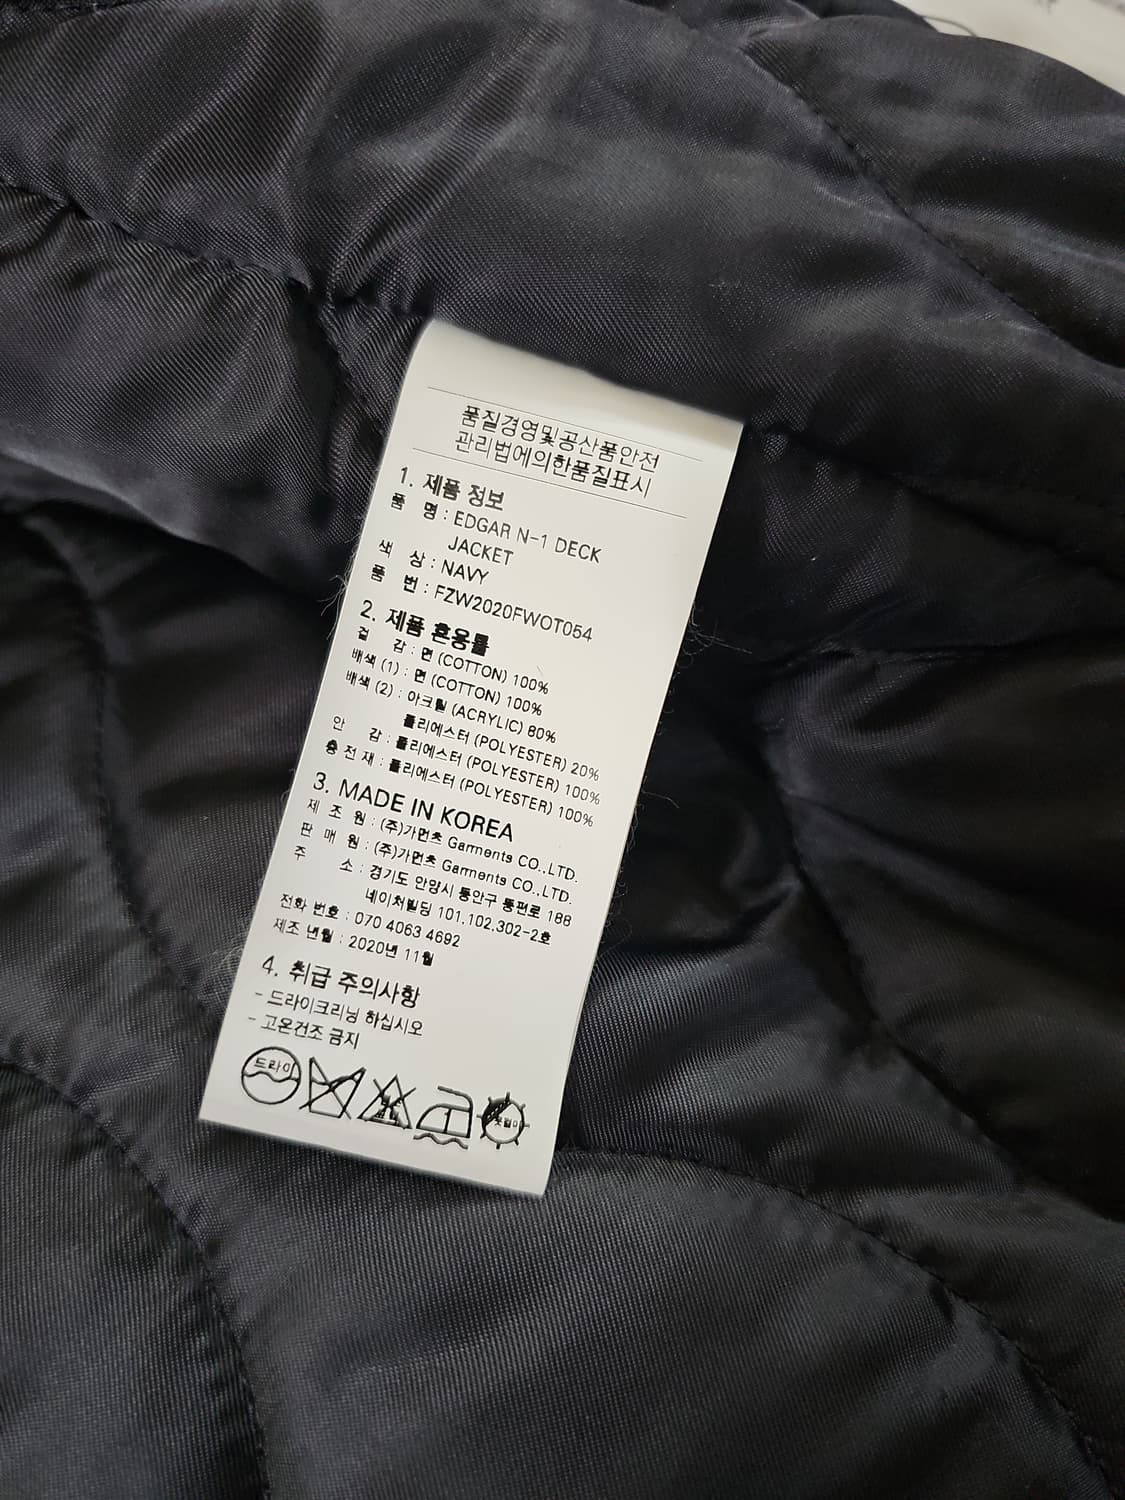 품질경영및공산품안전
관리법에의한품질표시
1. 제품 정보
품 명 : EDGAR N-1 DECK
JACKET
색 상 : NAVY
품 번 : FZW2020FWOT054
2. 제품 혼용률
겉 감 : 면 (COTTON) 100%
배색 (1) : 면 (COTTON) 100%
배색 (2) : 아크릴 (ACRYLIC) 80%
폴리에스터 (POLYESTER) 20%
안 감 : 폴리에스터 (POLYESTER) 100%
충 전 재 : 폴리에스터 (POLYESTER) 100%
3. MADE IN KOREA
제 조 원 : (주)가먼츠 Garments CO.,LTD.
판 매 원 : (주)가먼츠 Garments CO.,LTD.
주 소 : 경기도 안양시 동안구 동편로 188
네이처빌딩 101,102,302-2호
전화 번호 : 070 4063 4692
제조 년월 : 2020년 11월
4. 취급 주의사항
- 드라이크리닝 하십시오
- 고온건조 금지
드라이
1